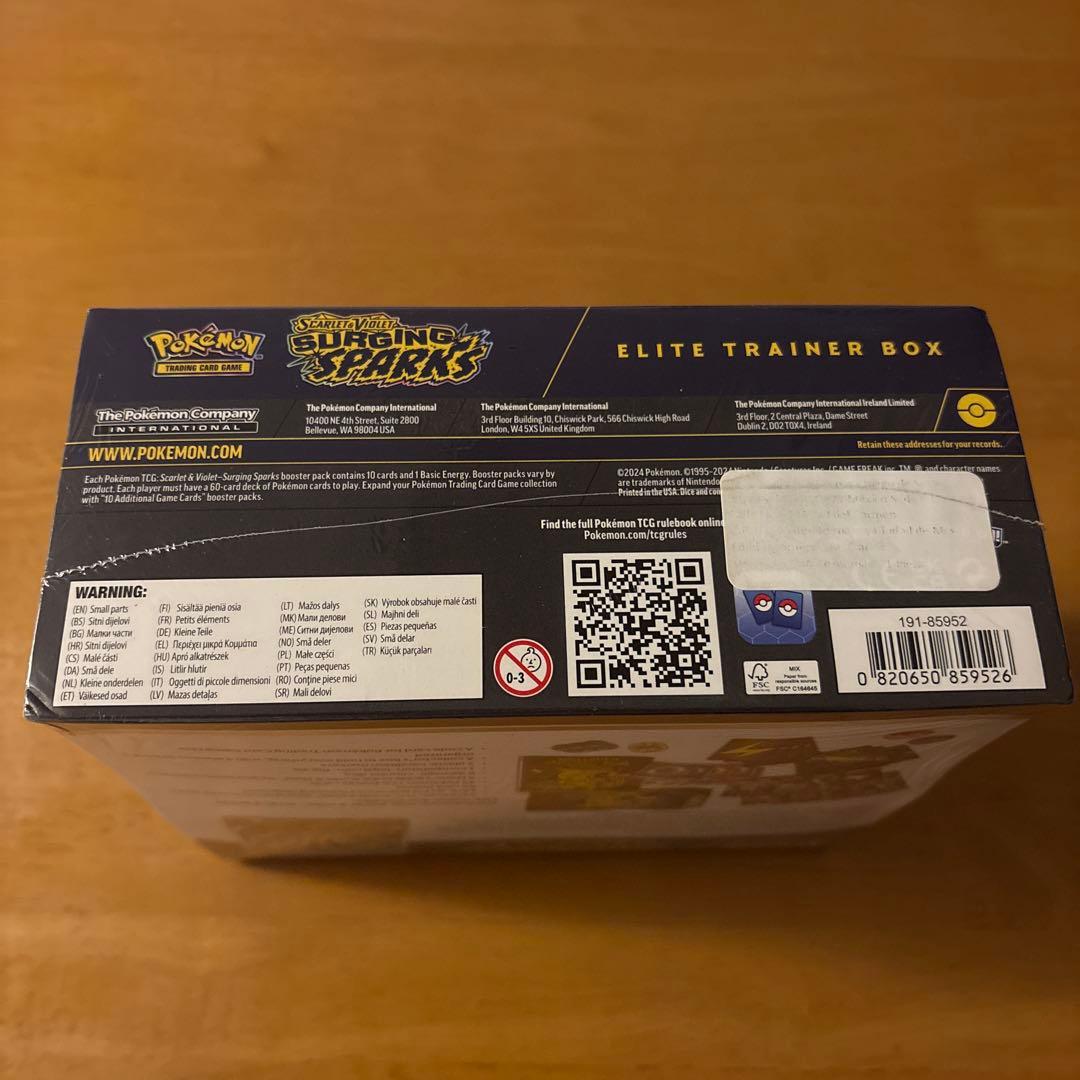 POKéMON
TRADING CARD GAME
SCARLET & VIOLET
SURGING
SPARKS
ELITE TRAINER BOX
The Pokémon Company
INTERNATIONAL
The Pokémon Company International
10400 NE 4th Street, Suite 2800
Bellevue, WA 98004 USA
The Pokémon Company International
3rd Floor Building 10, Chiswick Park, 566 Chiswick High Road
London, W4 5XS United Kingdom
The Pokémon Company International Ireland Limited
3rd Floor, 2 Central Plaza, Dame Street
Dublin 2, D02 T0X4, Ireland
WWW.POKEMON.COM
Retain these addresses for your records.
Each Pokémon TCG: Scarlet & Violet—Surging Sparks booster pack contains 10 cards and 1 Basic Energy. Booster packs vary by
product. Each player must have a 60-card deck of Pokémon cards to play. Expand your Pokémon Trading Card Game collection
with "10 Additional Game Cards" booster packs.
©2024 Pokémon. ©1995–2024 Nintendo / Creatures Inc. / GAME FREAK inc. TM, ® and character names
are trademarks of Nintendo
Printed in the USA. Dice and
Find the full Pokémon TCG rulebook online
Pokemon.com/tcgrules
WARNING:
(EN) Small parts
(BS) Sitni dijelovi
(BG) Малки части
(HR) Sitni dijelovi
(CS) Malé části
(DA) Små dele
(NL) Kleine onderdelen
(ET) Väikesed osad
(FI) Sisältää pieniä osia
(FR) Petits éléments
(DE) Kleine Teile
(EL) Περιέχει μικρά Κομμάτια
(HU) Apró alkatrészek
(IS) Litlir hlutir
(IT) Oggetti di piccole dimensioni
(LV) Mazas detaļas
(LT) Mažos dalys
(MK) Мали делови
(ME) Ситни дијелови
(NO) Små deler
(PL) Małe części
(PT) Peças pequenas
(RO) Conține piese mici
(SR) Mali delovi
(SK) Výrobok obsahuje malé časti
(SL) Majhni deli
(ES) Piezas pequeñas
(SV) Små delar
(TR) Küçük parçaları
0-3
FSC
MIX
Paper from
responsible sources
FSC® C164645
191-85952
0 820650 859526